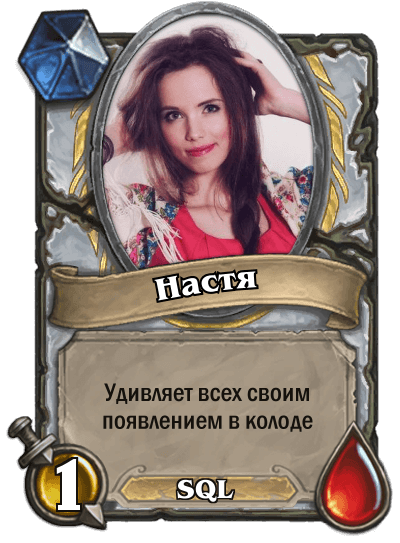 Настя
Удивляет всех своим
появлением в колоде
1
SQL